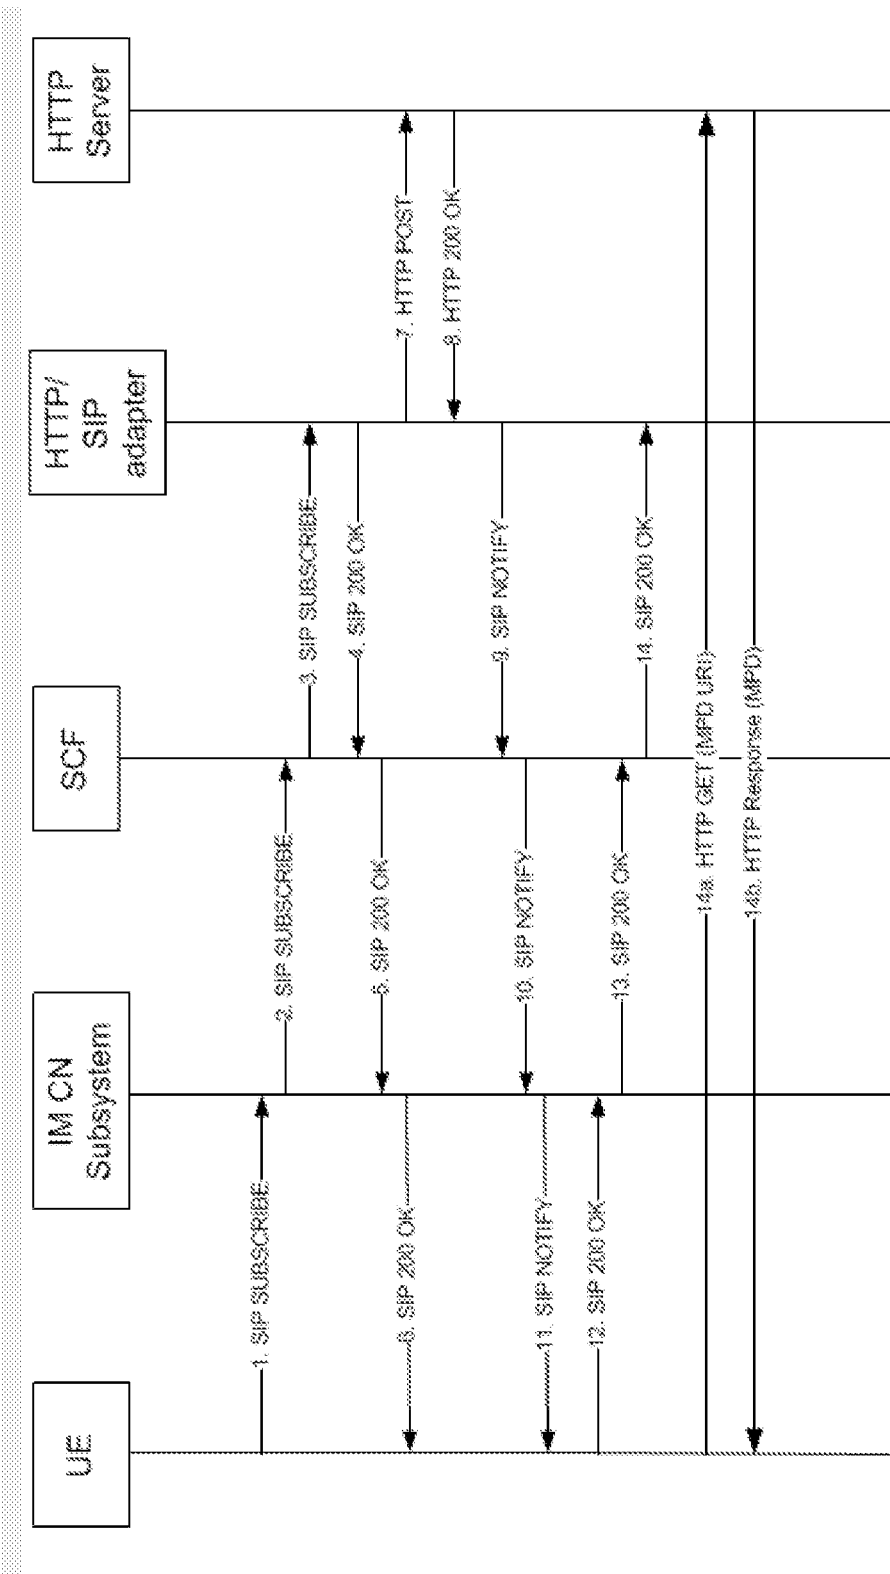 UE
IM CN
Subsystem
SCF
HTTP/
SIP
adapter
HTTP
Server
1. SIP SUBSCRIBE
2. SIP SUBSCRIBE
3. SIP SUBSCRIBE
4. SIP 200 OK
5. SIP 200 OK
6. SIP 200 OK
7. HTTP POST
8. HTTP 200 OK
9. SIP NOTIFY
10. SIP NOTIFY
11. SIP NOTIFY
12. SIP 200 OK
13. SIP 200 OK
14. SIP 200 OK
14a. HTTP GET (MPD URI)
14b. HTTP Response (MPD)